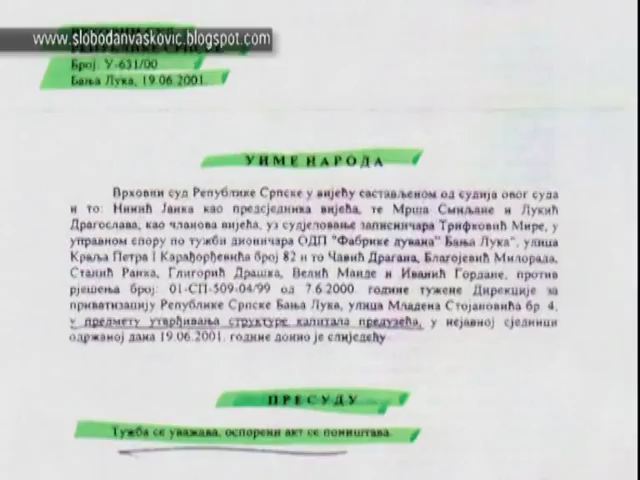 www.slobodanvaskovic.blogspot.com
Број. У-631/00
Бања Лука, 19.06.2001.
У ИМЕ НАРОДА
Врховни суд Републике Српске у вијећу састављеном од судија овог суда
и то: Нинић Јанка као предсједника вијећа, те Мрша Смиљане и Лукић
Драгослава, као чланова вијећа, уз судјеловање записничара Трифковић Мире, у
управном спору по тужби дионичара ОДП "Фабрике дувана" Бања Лука", улица
Краља Петра I Карађорђевића број 82 и то Чавић Драгана, Благојевић Милорада,
Станић Ранка, Глигорић Драшка, Велић Манде и Иванић Гордане, против
рјешења број: 01-СП-509-04/99 од 7.6.2000. године тужене Дирекције за
приватизацију Републике Српске Бања Лука, улица Младена Стојановића бр. 4,
у предмету утврђивања структуре капитала предузећа, у нејавној сједници
одржаној дана 19.06.2001. године донио је слиједећу
ПРЕСУДУ
Тужба се уважава, оспорени акт се поништава.